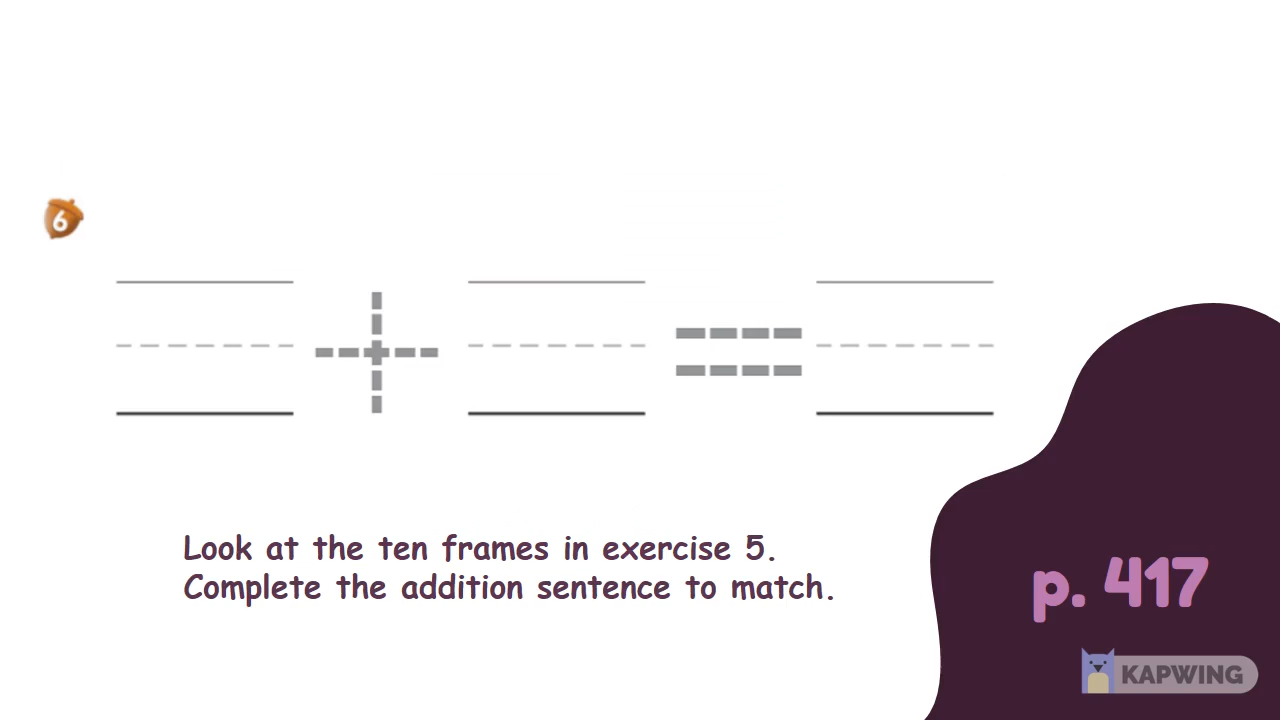 6
+ =
Look at the ten frames in exercise 5.
Complete the addition sentence to match.
p. 417
KAPWING